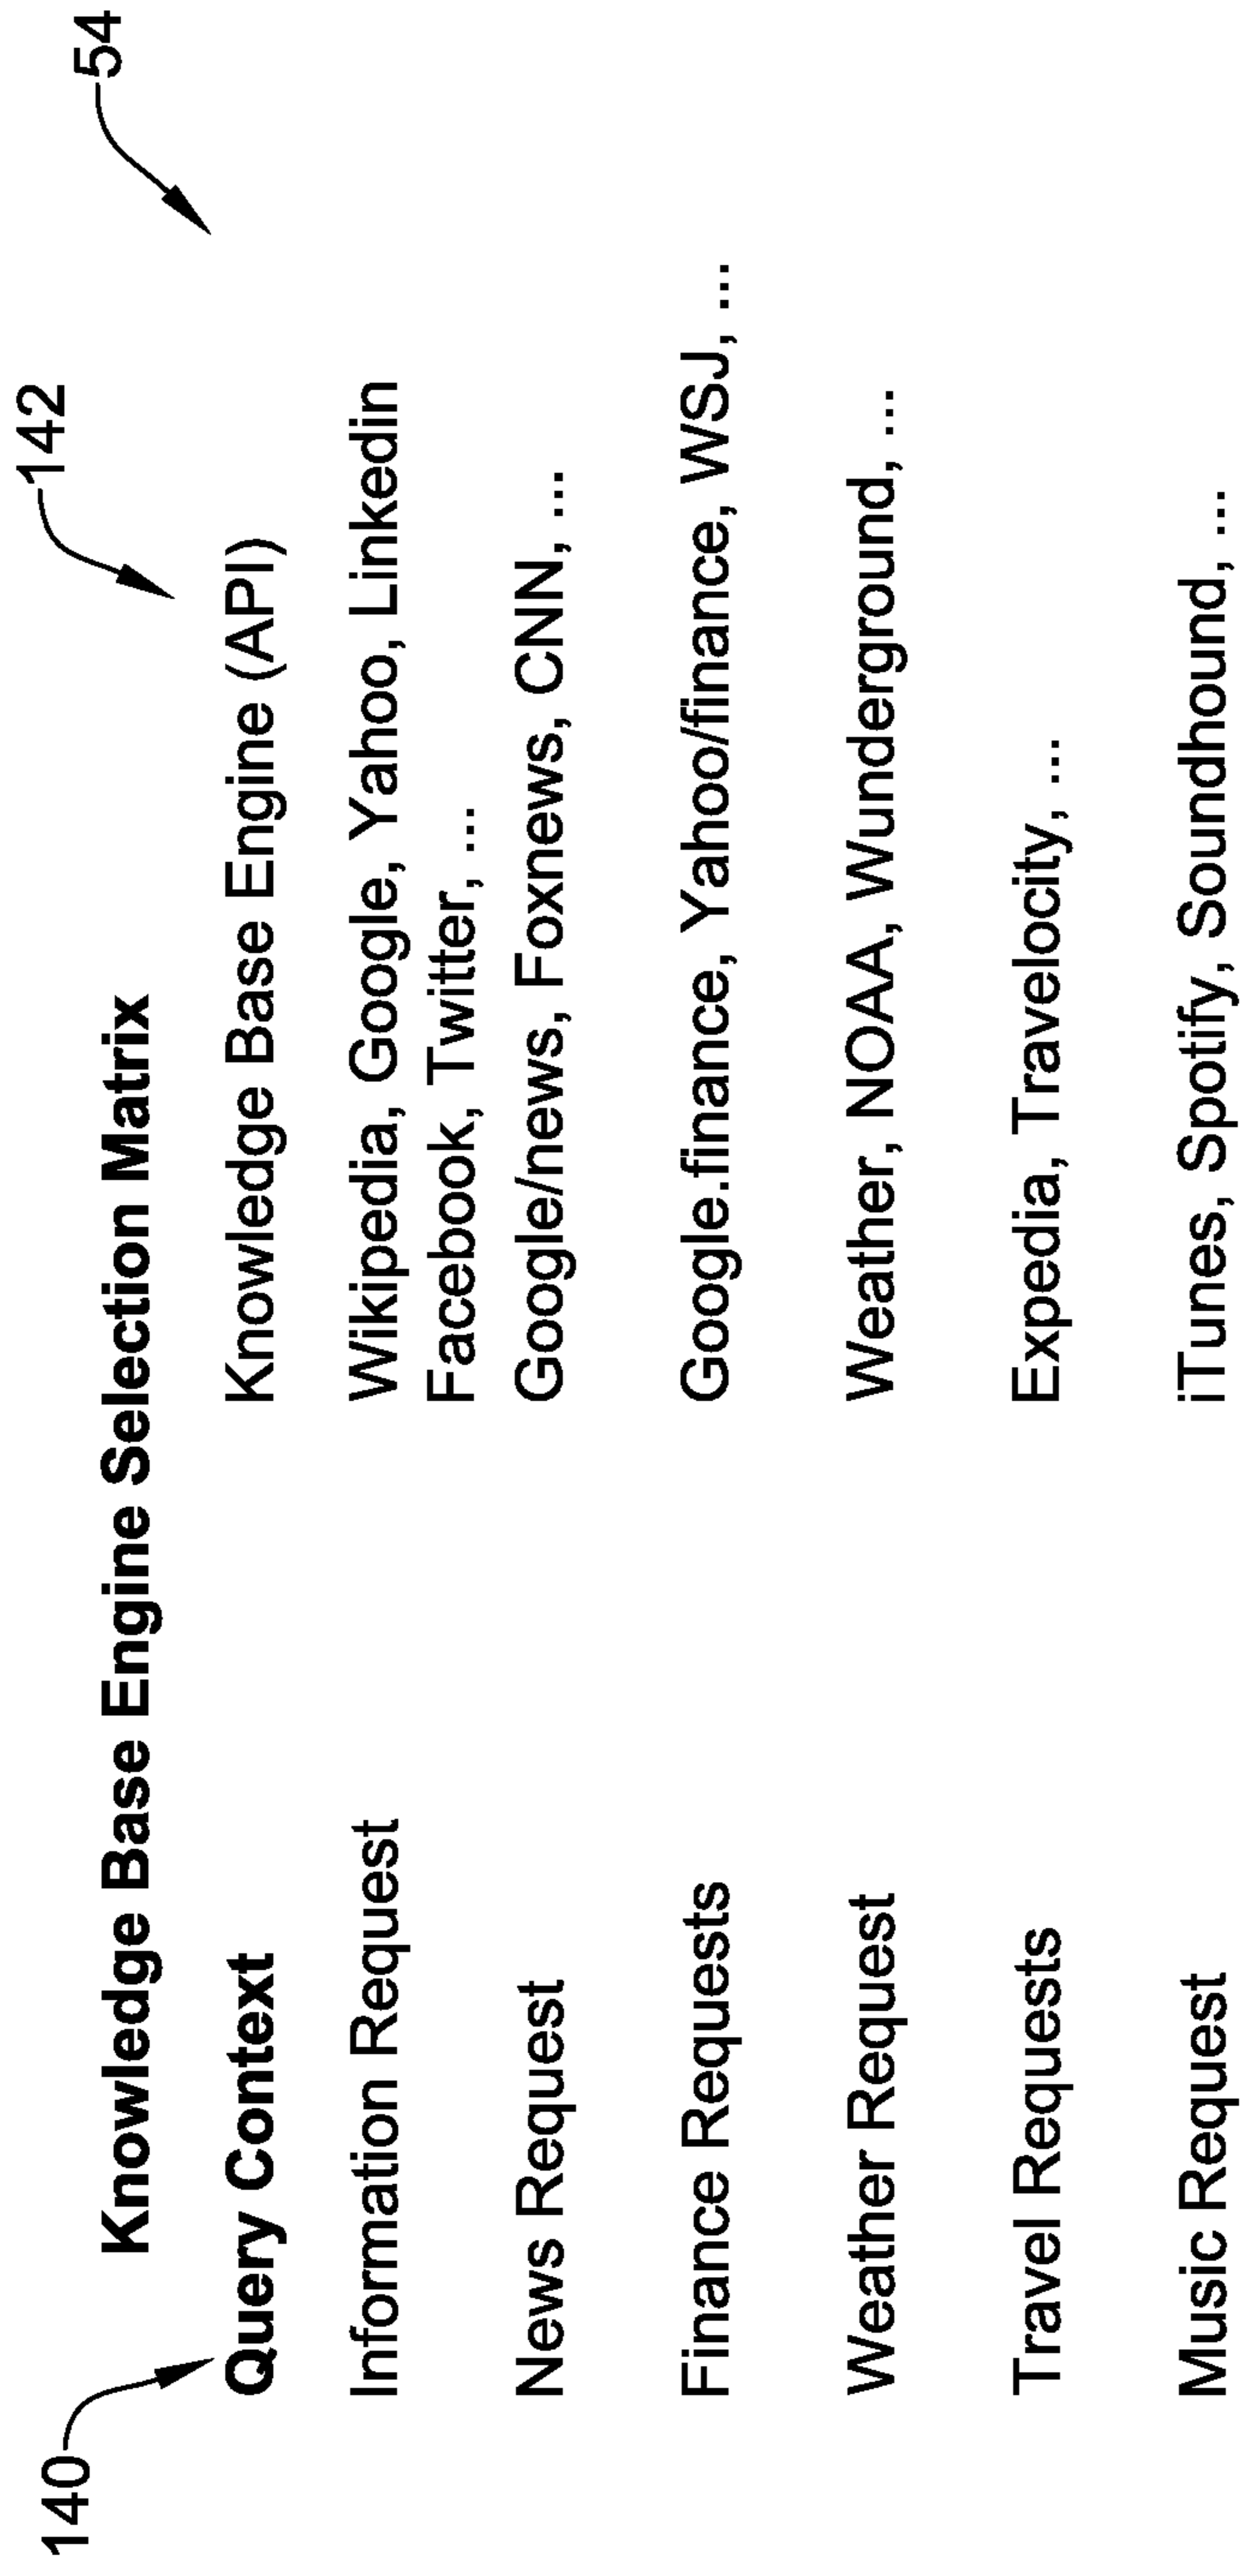 142
54
Knowledge Base Engine Selection Matrix
140
Query Context Knowledge Base Engine (API)
Information Request Wikipedia, Google, Yahoo, Linkedin
Facebook, Twitter, ...
News Request Google/news, Foxnews, CNN, ...
Finance Requests Google.finance, Yahoo/finance, WSJ, ...
Weather Request Weather, NOAA, Wunderground, ...
Travel Requests Expedia, Travelocity, ...
Music Request iTunes, Spotify, Soundhound, ...